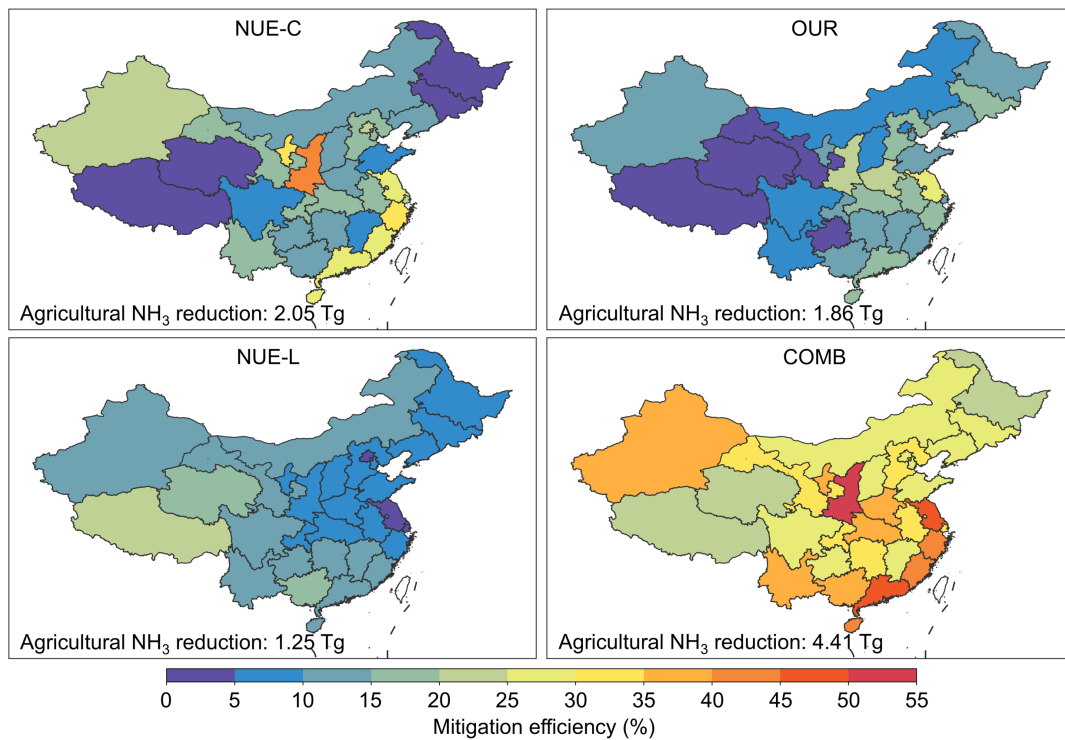 NUE-C
Agricultural NH₃ reduction: 2.05 Tg
OUR
Agricultural NH₃ reduction: 1.86 Tg
NUE-L
Agricultural NH₃ reduction: 1.25 Tg
COMB
Agricultural NH₃ reduction: 4.41 Tg
0 5 10 15 20 25 30 35 40 45 50 55
Mitigation efficiency (%)